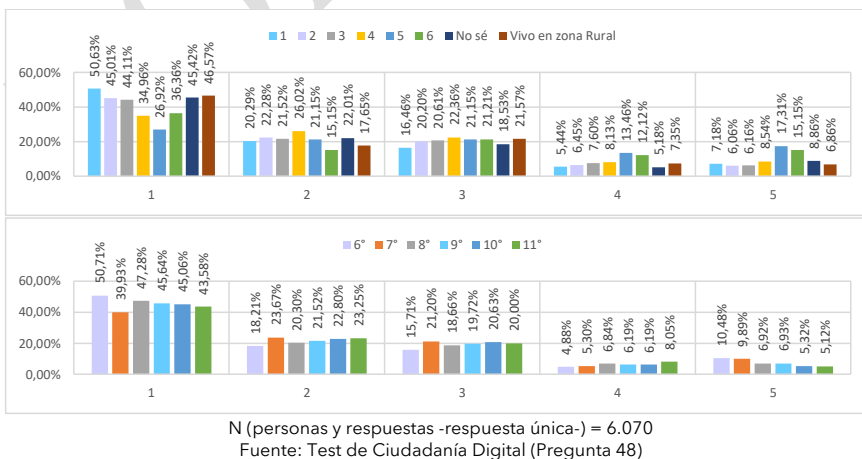 1 2 3 4 5 6 No sé Vivo en zona Rural
60,00%
40,00%
20,00%
0,00%
50,63% 45,01% 44,11% 34,96% 26,92% 36,36% 45,42% 46,57%
20,29% 22,28% 21,52% 26,02% 21,15% 15,15% 22,01% 17,65%
16,46% 20,20% 20,61% 22,36% 21,15% 21,21% 18,53% 21,57%
5,44% 6,45% 7,60% 8,13% 13,46% 12,12% 5,18% 7,35%
7,18% 6,06% 6,16% 8,54% 17,31% 15,15% 8,86% 6,86%
1 2 3 4 5
6° 7° 8° 9° 10° 11°
60,00%
40,00%
20,00%
0,00%
50,71% 39,93% 47,28% 45,64% 45,06% 43,58%
18,21% 23,67% 20,30% 21,52% 22,80% 23,25%
15,71% 21,20% 18,66% 19,72% 20,63% 20,00%
4,88% 5,30% 6,84% 6,19% 6,19% 8,05%
10,48% 9,89% 6,92% 6,93% 5,32% 5,12%
1 2 3 4 5
N (personas y respuestas -respuesta única-) = 6.070
Fuente: Test de Ciudadanía Digital (Pregunta 48)